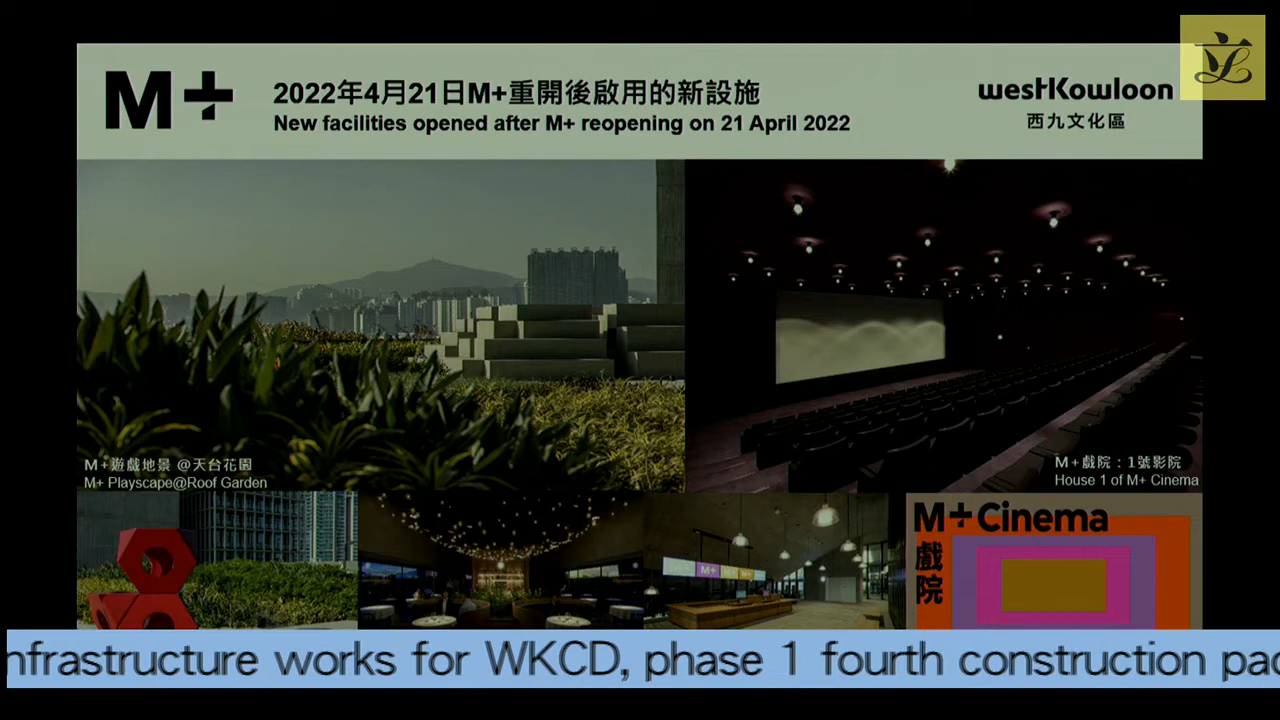 M+
2022年4月21日M+重開後啟用的新設施
New facilities opened after M+ reopening on 21 April 2022
westKowloon
西九文化區
立
M+遊戲地景 @天台花園
M+ Playscape@Roof Garden
M+戲院：1號影院
House 1 of M+ Cinema
M+
M+Cinema
戲院
nfrastructure works for WKCD, phase 1 fourth construction pac